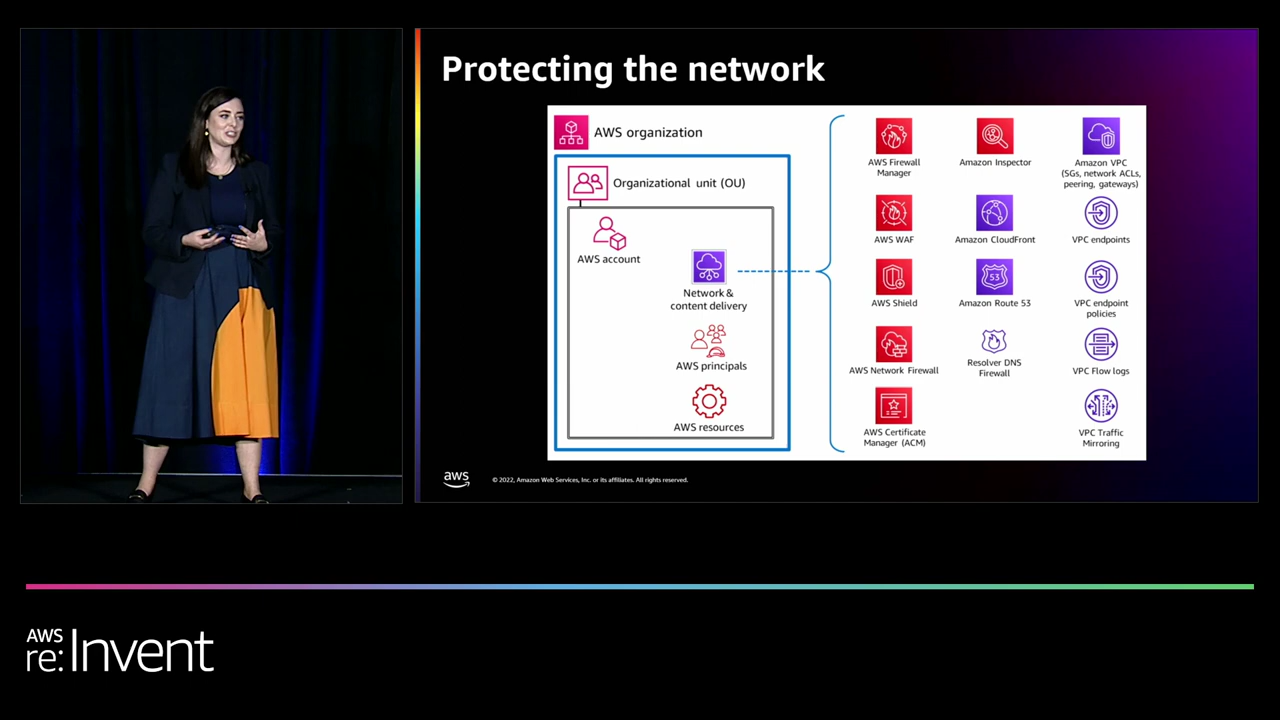 Protecting the network
AWS organization
Organizational unit (OU)
AWS account
Network &
content delivery
AWS principals
AWS resources
AWS Firewall
Manager
Amazon Inspector
Amazon VPC
(SGs, network ACLs,
peering, gateways)
AWS WAF
Amazon CloudFront
VPC endpoints
AWS Shield
53
Amazon Route 53
VPC endpoint
policies
AWS Network Firewall
Resolver DNS
Firewall
VPC Flow logs
AWS Certificate
Manager (ACM)
VPC Traffic
Mirroring
aws
© 2022, Amazon Web Services, Inc. or its affiliates. All rights reserved.
AWS
re:Invent